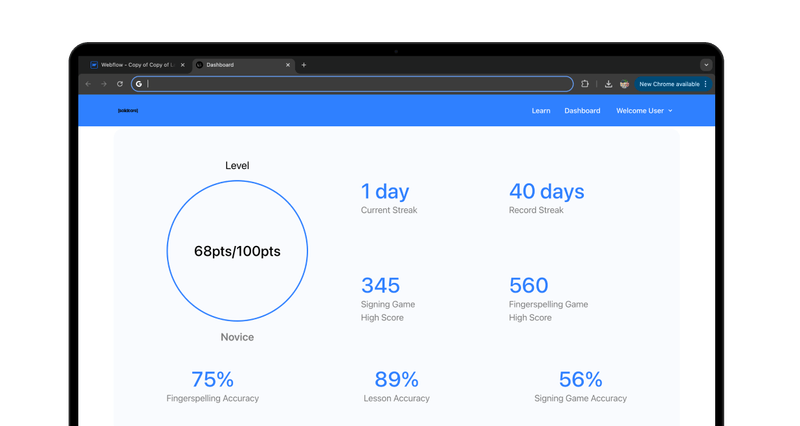 Webflow - Copy of Copy of
Dashboard
New Chrome available
Learn
Dashboard
Welcome User
Level
68pts/100pts
Novice
1 day
Current Streak
40 days
Record Streak
345
Signing Game
High Score
560
Fingerspelling Game
High Score
75%
Fingerspelling Accuracy
89%
Lesson Accuracy
56%
Signing Game Accuracy